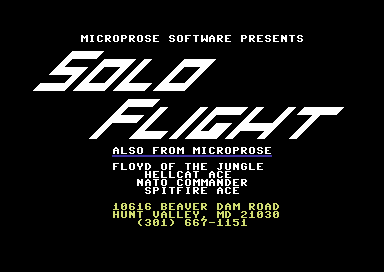 MICROPROSE SOFTWARE PRESENTS
SOLO
FLIGHT
ALSO FROM MICROPROSE
FLOYD OF THE JUNGLE
HELLCAT ACE
NATO COMMANDER
SPITFIRE ACE
10616 BEAVER DAM ROAD
HUNT VALLEY, MD 21030
(301) 667-1151